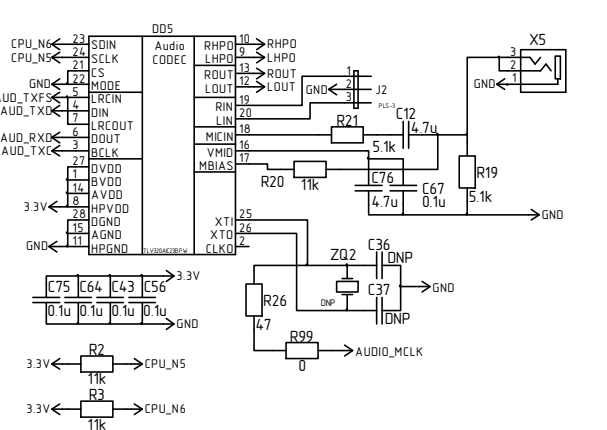 DD5
Audio
CODEC
CPU_N6 23 SDIN
CPU_N5 24 SCLK
21 CS
GND 22 MODE
AUD_TXFS 5 LRCIN
AUD_TXD 4 DIN
7 LRCOUT
AUD_RXD 6 DOUT
AUD_TXC 3 BCLK
27 DVDD
1 BVDD
14 AVDD
3.3V 8 HPVDD
28 DGND
15 AGND
GND 11 HPGND
TLV320AIC23BPW
RHPO 10 RHPO
LHPO 9 LHPO
ROUT 13 ROUT
LOUT 12 LOUT
RIN 19
LIN 20
MICIN 18
VMID 16
MBIAS 17
XTI 25
XTO 26
CLKO 2
1
GND 2 J2
3
PLS-3
X5
3
2
GND 1
R21
5.1k
C12
4.7u
R20 11k
C76
4.7u
C67
0.1u
R19
5.1k
GND
ZQ2
DNP
C36
DNP
C37
DNP
GND
R26
47
R99
0
AUDIO_MCLK
3.3V
C75 C64 C43 C56
0.1u 0.1u 0.1u 0.1u
GND
R2
3.3V CPU_N5
11k
R3
3.3V CPU_N6
11k